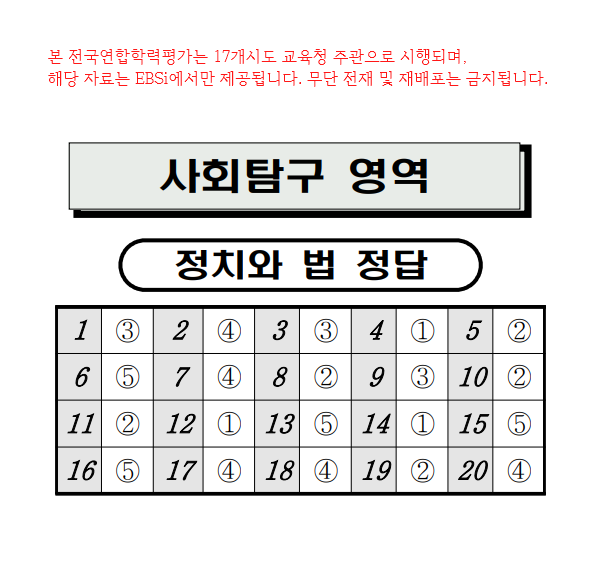 본 전국연합학력평가는 17개시도 교육청 주관으로 시행되며,
해당 자료는 EBSi에서만 제공됩니다. 무단 전재 및 재배포는 금지됩니다.
사회탐구 영역
정치와 법 정답
1 ③ 2 ④ 3 ③ 4 ① 5 ②
6 ⑤ 7 ④ 8 ② 9 ③ 10 ②
11 ② 12 ① 13 ⑤ 14 ① 15 ⑤
16 ⑤ 17 ④ 18 ④ 19 ② 20 ④